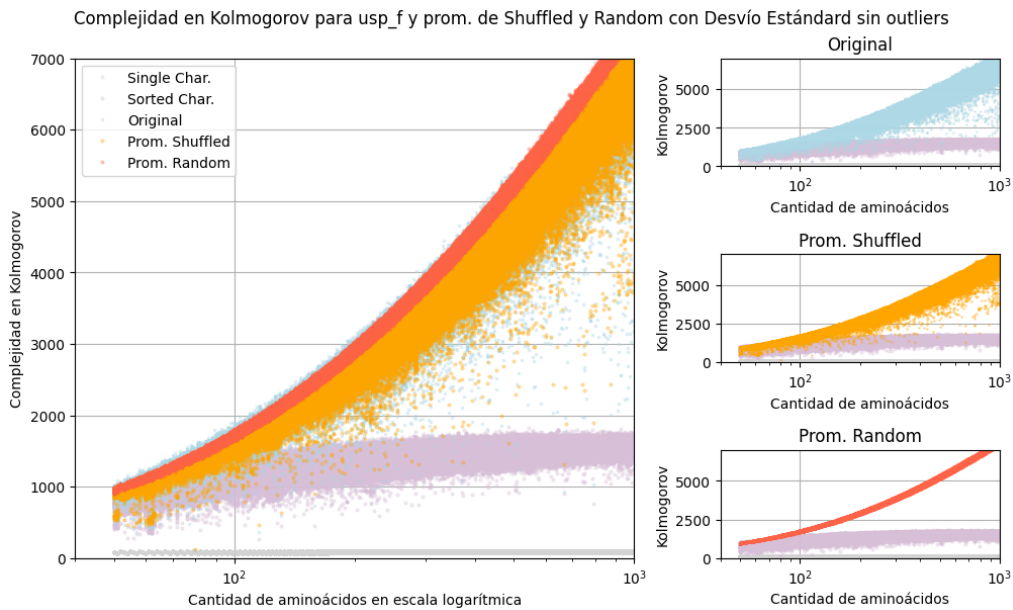 Complejidad en Kolmogorov para usp_f y prom. de Shuffled y Random con Desvío Estándar sin outliers
7000
6000
5000
4000
3000
2000
1000
0
Complejidad en Kolmogorov
Single Char.
Sorted Char.
Original
Prom. Shuffled
Prom. Random
10²
10³
Cantidad de aminoácidos en escala logarítmica
Original
Kolmogorov
5000
2500
0
10²
10³
Cantidad de aminoácidos
Prom. Shuffled
Kolmogorov
5000
2500
0
10²
10³
Cantidad de aminoácidos
Prom. Random
Kolmogorov
5000
2500
0
10²
10³
Cantidad de aminoácidos